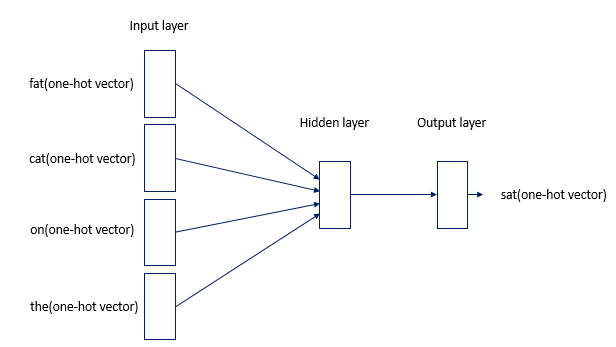 Input layer
fat(one-hot vector)
Hidden layer
Output layer
cat(one-hot vector)
sat(one-hot vector)
on(one-hot vector)
the(one-hot vector)